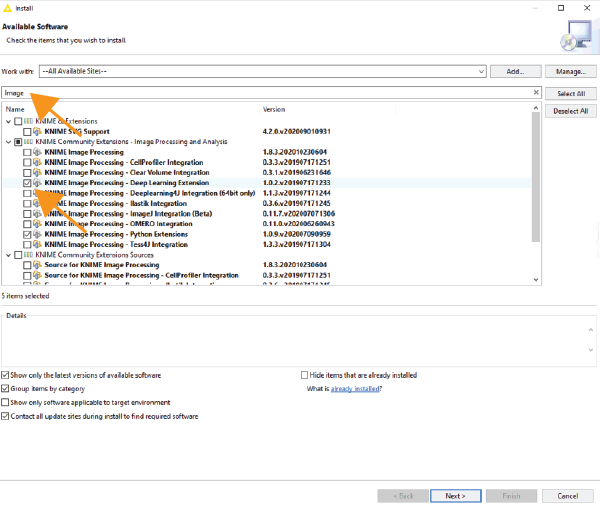 Install
Available Software
Check the items that you wish to install.
Work with: --All Available Sites--
Add...
Manage...
Image
Select All
Deselect All
Name Version
KNIME & Extensions
KNIME SVG Support 4.2.0.v202009010931
KNIME Community Extensions - Image Processing and Analysis
KNIME Image Processing 1.8.3.202010230604
KNIME Image Processing - CellProfiler Integration 0.3.3.v201907171251
KNIME Image Processing - Clear Volume Integration 0.3.1.v201906231646
KNIME Image Processing - Deep Learning Extension 1.0.2.v201907171233
KNIME Image Processing - Deeplearning4J Integration (64bit only) 1.1.3.v201907171244
KNIME Image Processing - Ilastik Integration 0.3.6.v201907171245
KNIME Image Processing - ImageJ Integration (Beta) 0.11.7.v202007071306
KNIME Image Processing - OMERO Integration 0.11.0.v202005260943
KNIME Image Processing - Python Extensions 1.0.9.v202007090959
KNIME Image Processing - Tess4J Integration 1.3.3.v201907171304
KNIME Community Extensions Sources
Source for KNIME Image Processing 1.8.3.202010230604
Source for KNIME Image Processing - CellProfiler Integration 0.3.3.v201907171251
5 items selected
Details
Show only the latest versions of available software
Hide items that are already installed
Group items by category
What is already installed?
Show only software applicable to target environment
Contact all update sites during install to find required software
< Back
Next >
Finish
Cancel